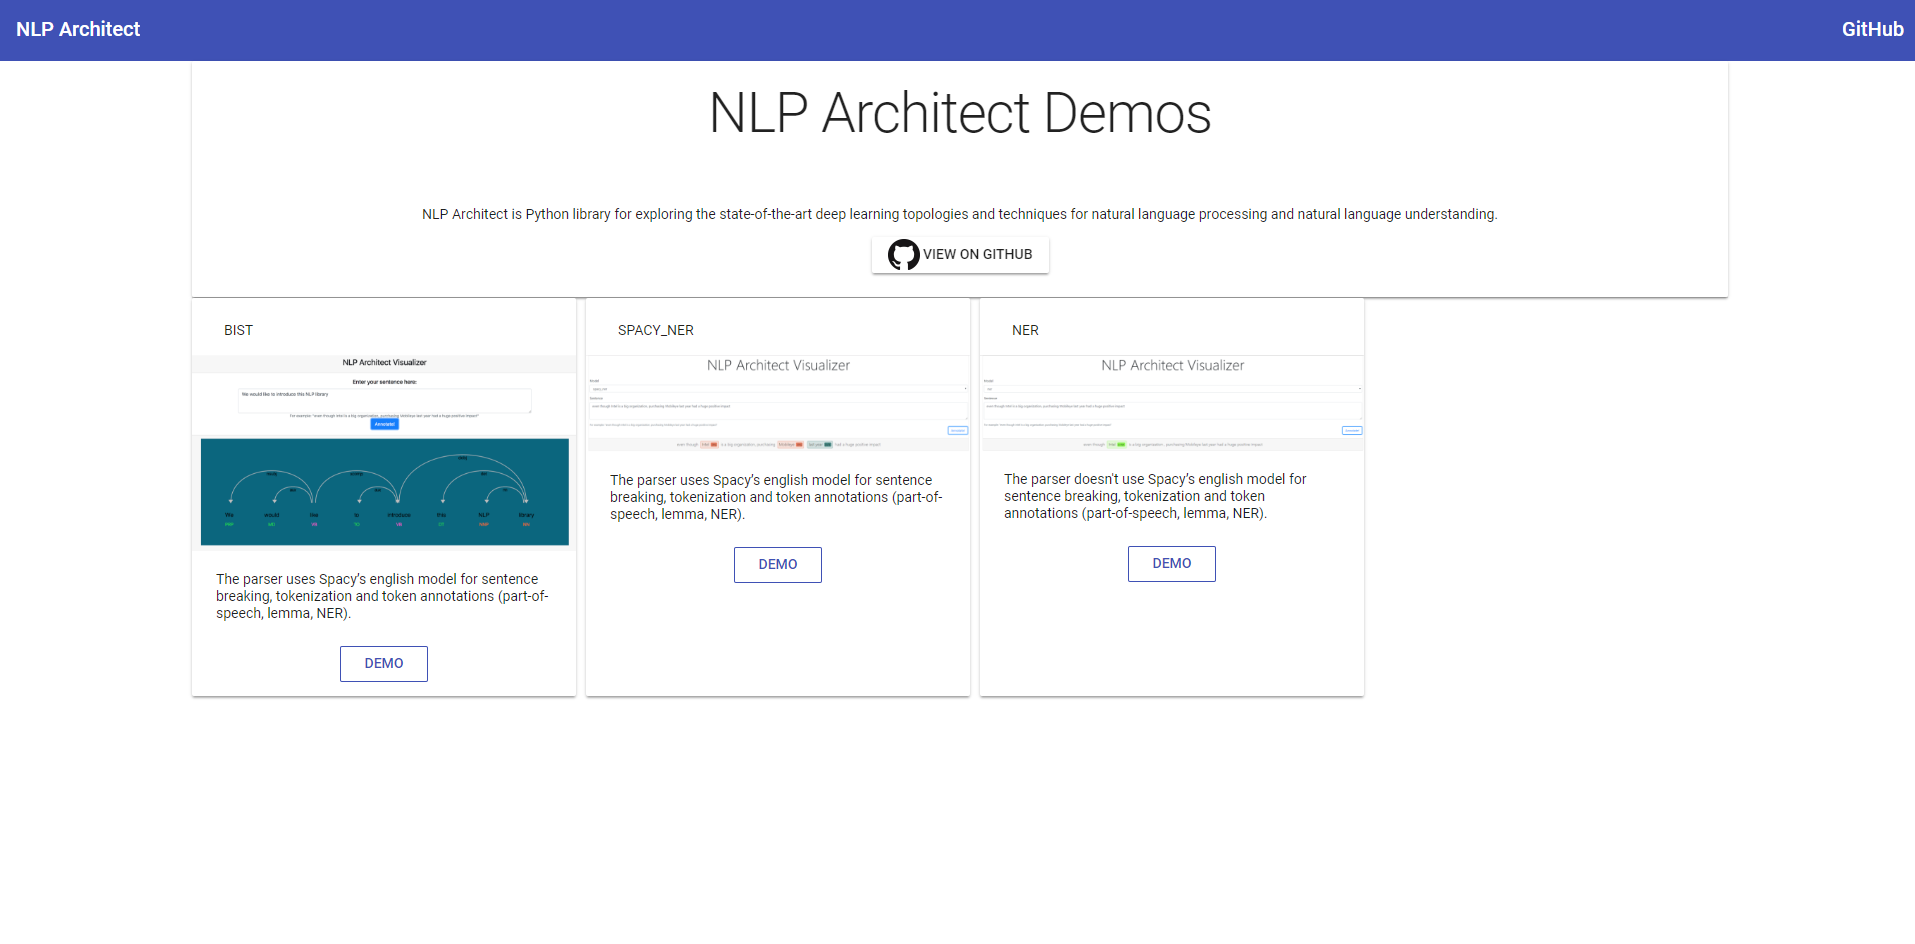 NLP Architect
GitHub
NLP Architect Demos
NLP Architect is Python library for exploring the state-of-the-art deep learning topologies and techniques for natural language processing and natural language understanding.
VIEW ON GITHUB
BIST
NLP Architect Visualizer
Enter your sentence here:
We would like to introduce this NLP library
Annotate!
We would like to introduce this NLP library
The parser uses Spacy’s english model for sentence
breaking, tokenization and token annotations (part-of-
speech, lemma, NER).
DEMO
SPACY_NER
NLP Architect Visualizer
Model
Sentence
The parser uses Spacy’s english model for sentence
breaking, tokenization and token annotations (part-of-
speech, lemma, NER).
DEMO
NER
NLP Architect Visualizer
Model
Sentence
The parser doesn't use Spacy’s english model for
sentence breaking, tokenization and token
annotations (part-of-speech, lemma, NER).
DEMO